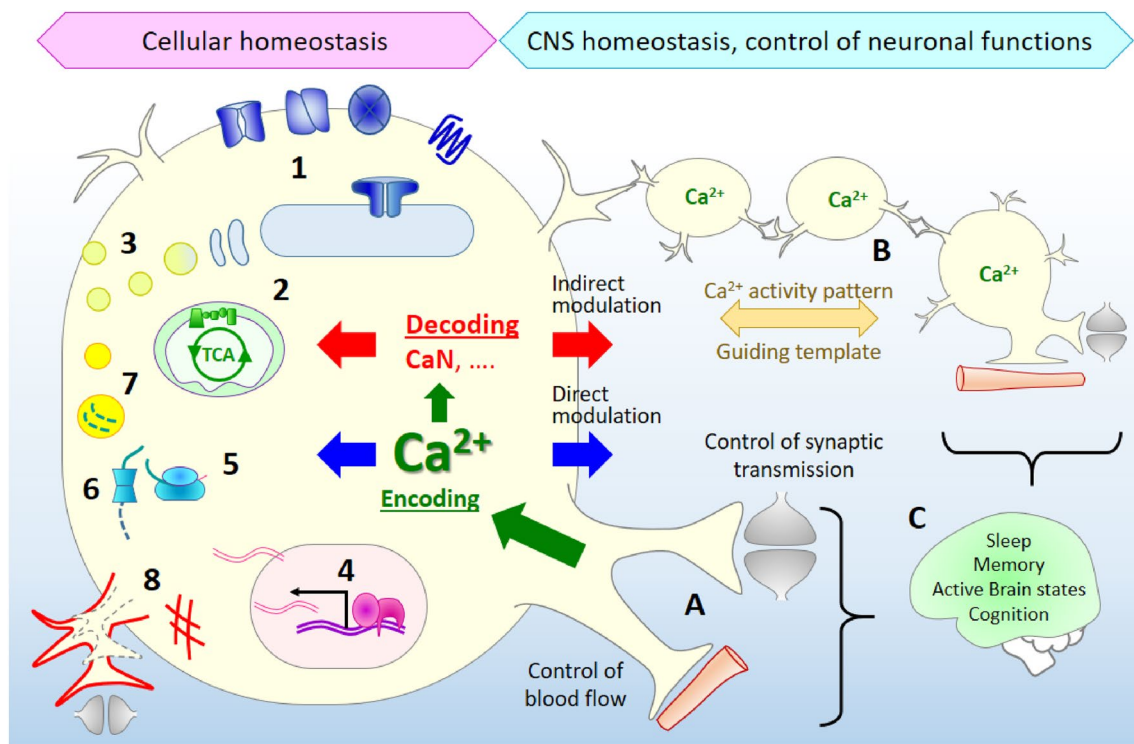 Cellular homeostasis
CNS homeostasis, control of neuronal functions
1
Ca²⁺
Ca²⁺
B
Ca²⁺
3
2
TCA
Decoding
CaN, ....
Indirect
modulation
Ca²⁺ activity pattern
Guiding template
7
Direct
modulation
Ca²⁺
Encoding
6
5
Control of synaptic
transmission
C
Sleep
Memory
Active Brain states
Cognition
4
8
A
Control of
blood flow